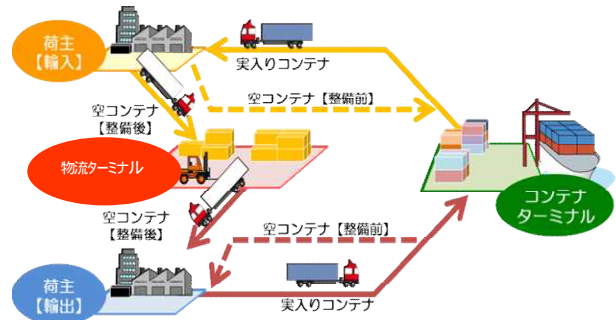 荷主
【輸入】
実入りコンテナ
空コンテナ【整備前】
空コンテナ
【整備後】
物流ターミナル
コンテナ
ターミナル
空コンテナ
【整備後】
空コンテナ【整備前】
荷主
【輸出】
実入りコンテナ